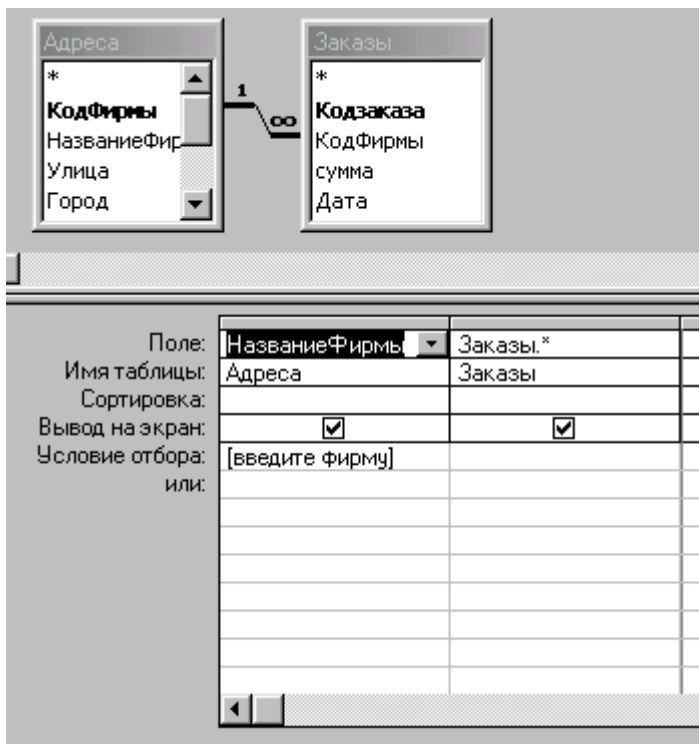 Адреса
*
КодФирмы
НазваниеФир
Улица
Город
1
∞
Заказы
*
Кодзаказа
КодФирмы
сумма
Дата
Поле: НазваниеФирмы Заказы.*
Имя таблицы: Адреса Заказы
Сортировка:
Вывод на экран:
Условие отбора: [введите фирму]
или: